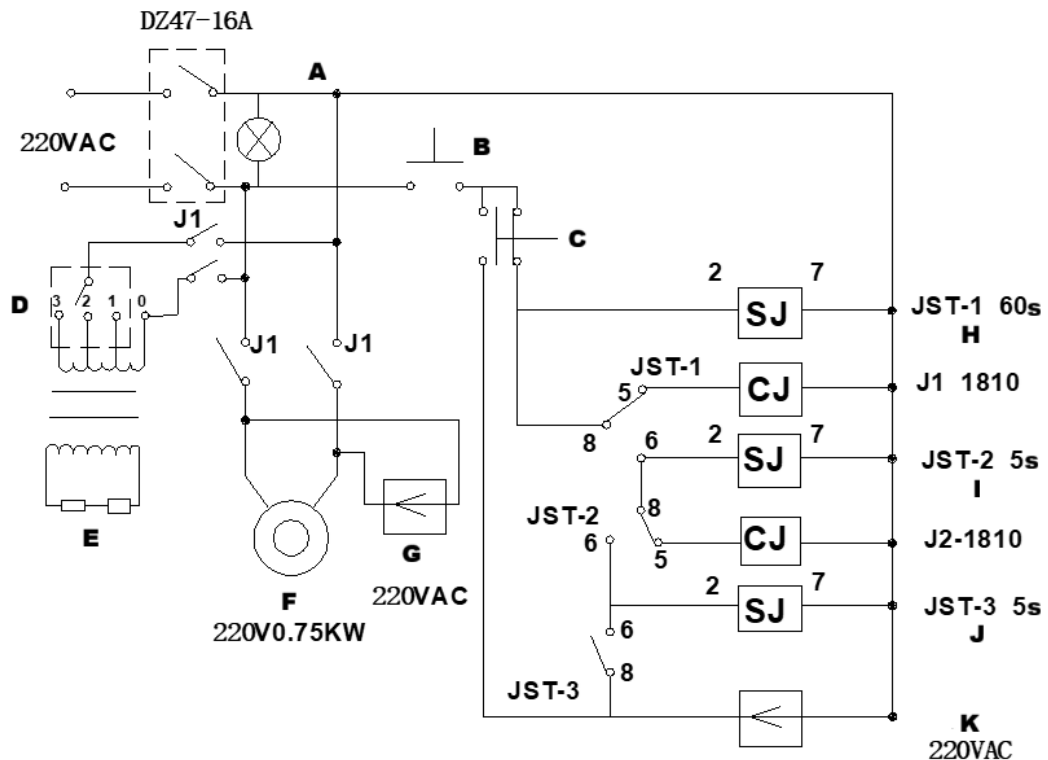 DZ47-16A
A
220VAC
B
J1
C
D
3 2 1 0
2 7
SJ
JST-1 60s
H
J1
J1
JST-1
5
8
CJ
J1 1810
6
2 7
SJ
JST-2 5s
I
E
JST-2
6
8
5
CJ
J2-1810
G
220VAC
F
220V0.75KW
2 7
SJ
JST-3 5s
J
6
8
JST-3
K
220VAC